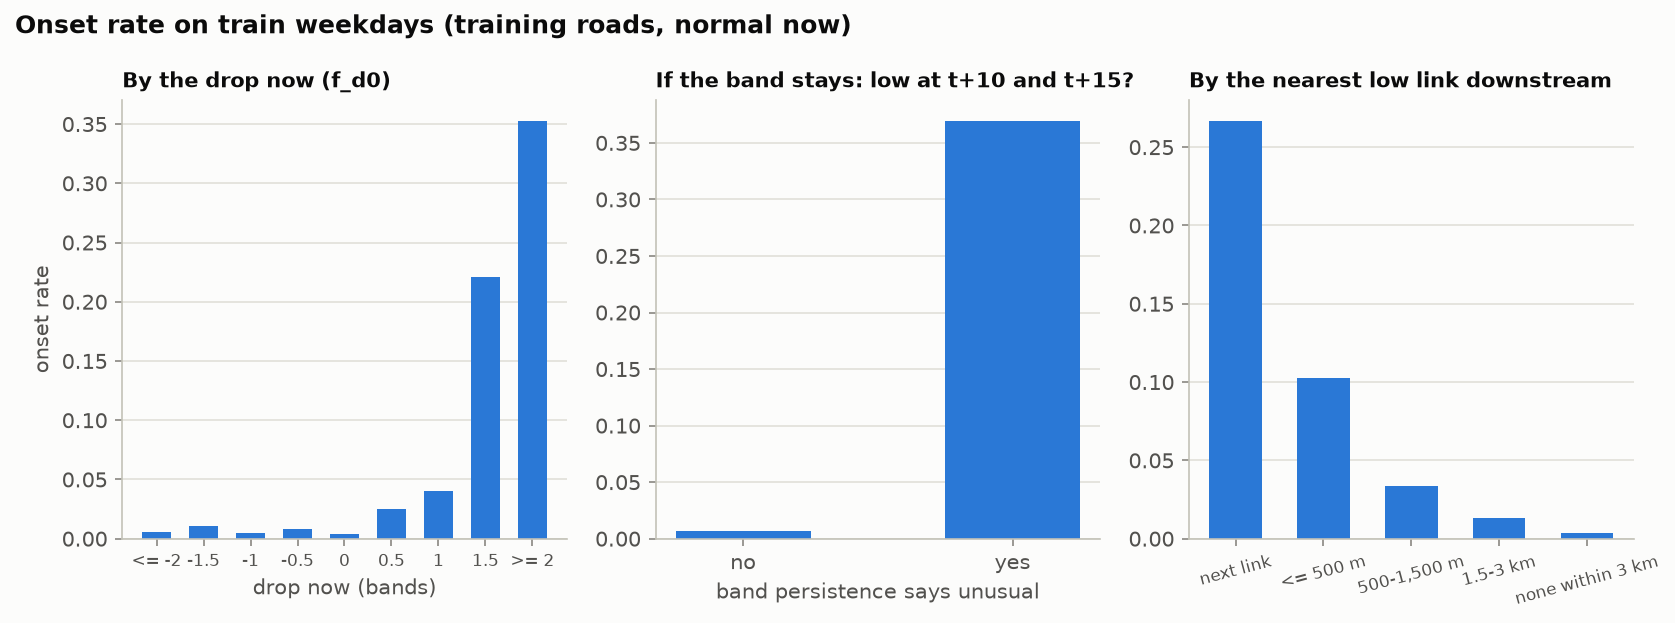 Onset rate on train weekdays (training roads, normal now)
By the drop now (f_d0)
onset rate
0.35
0.30
0.25
0.20
0.15
0.10
0.05
0.00
<= -2 -1.5 -1 -0.5 0 0.5 1 1.5 >= 2
drop now (bands)
If the band stays: low at t+10 and t+15?
0.35
0.30
0.25
0.20
0.15
0.10
0.05
0.00
no yes
band persistence says unusual
By the nearest low link downstream
0.25
0.20
0.15
0.10
0.05
0.00
next link
<= 500 m
500-1,500 m
1.5-3 km
none within 3 km